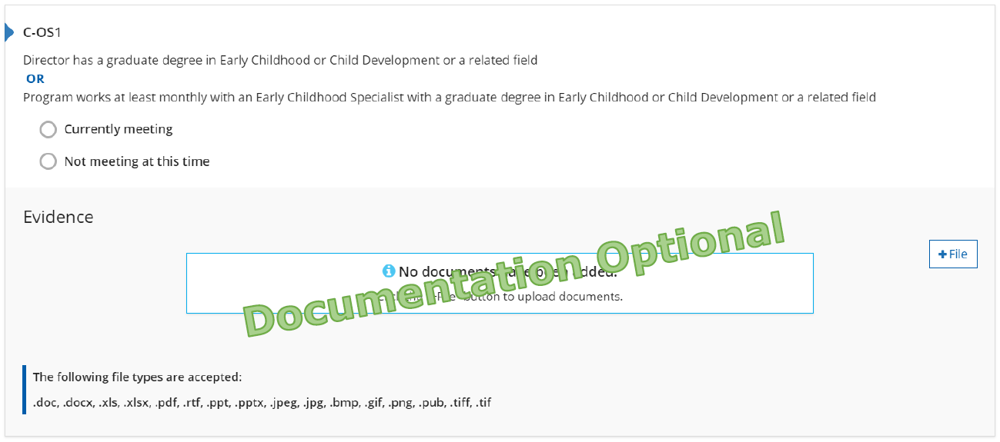 C-OS1
Director has a graduate degree in Early Childhood or Child Development or a related field
OR
Program works at least monthly with an Early Childhood Specialist with a graduate degree in Early Childhood or Child Development or a related field
Currently meeting
Not meeting at this time
Evidence
+File
No documents have been added.
button to upload documents.
Documentation Optional
The following file types are accepted:
.doc, .docx, .xls, .xlsx, .pdf, .rtf, .ppt, .pptx, .jpeg, .jpg, .bmp, .gif, .png, .pub, .tiff, .tif